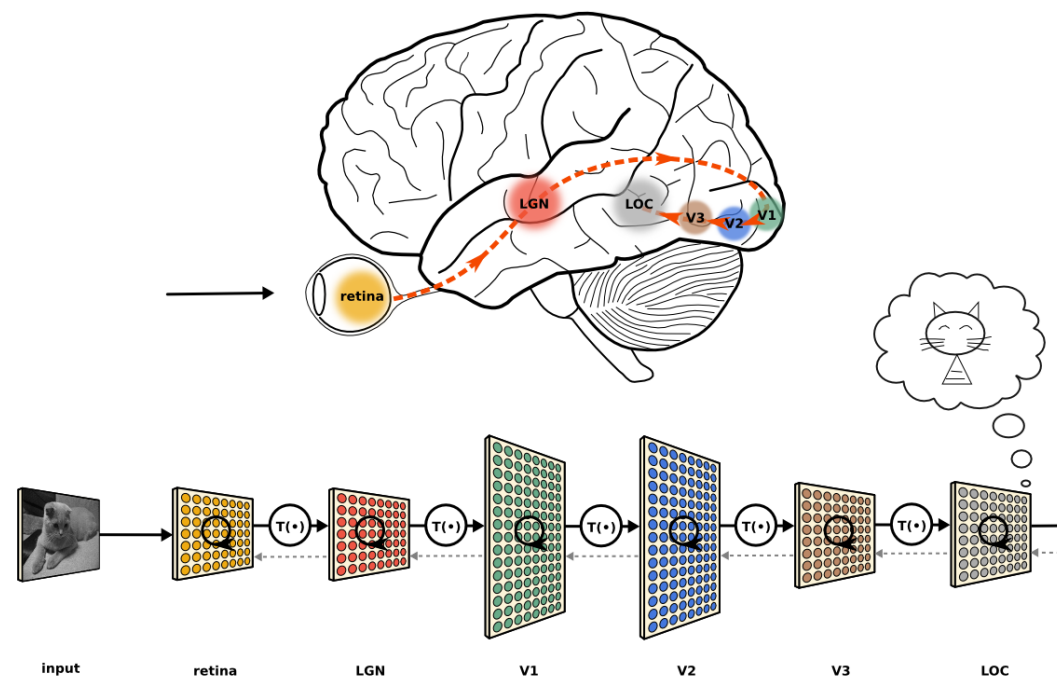 LGN
LOC
V3
V2
V1
retina
T(•)
T(•)
T(•)
T(•)
T(•)
input
retina
LGN
V1
V2
V3
LOC